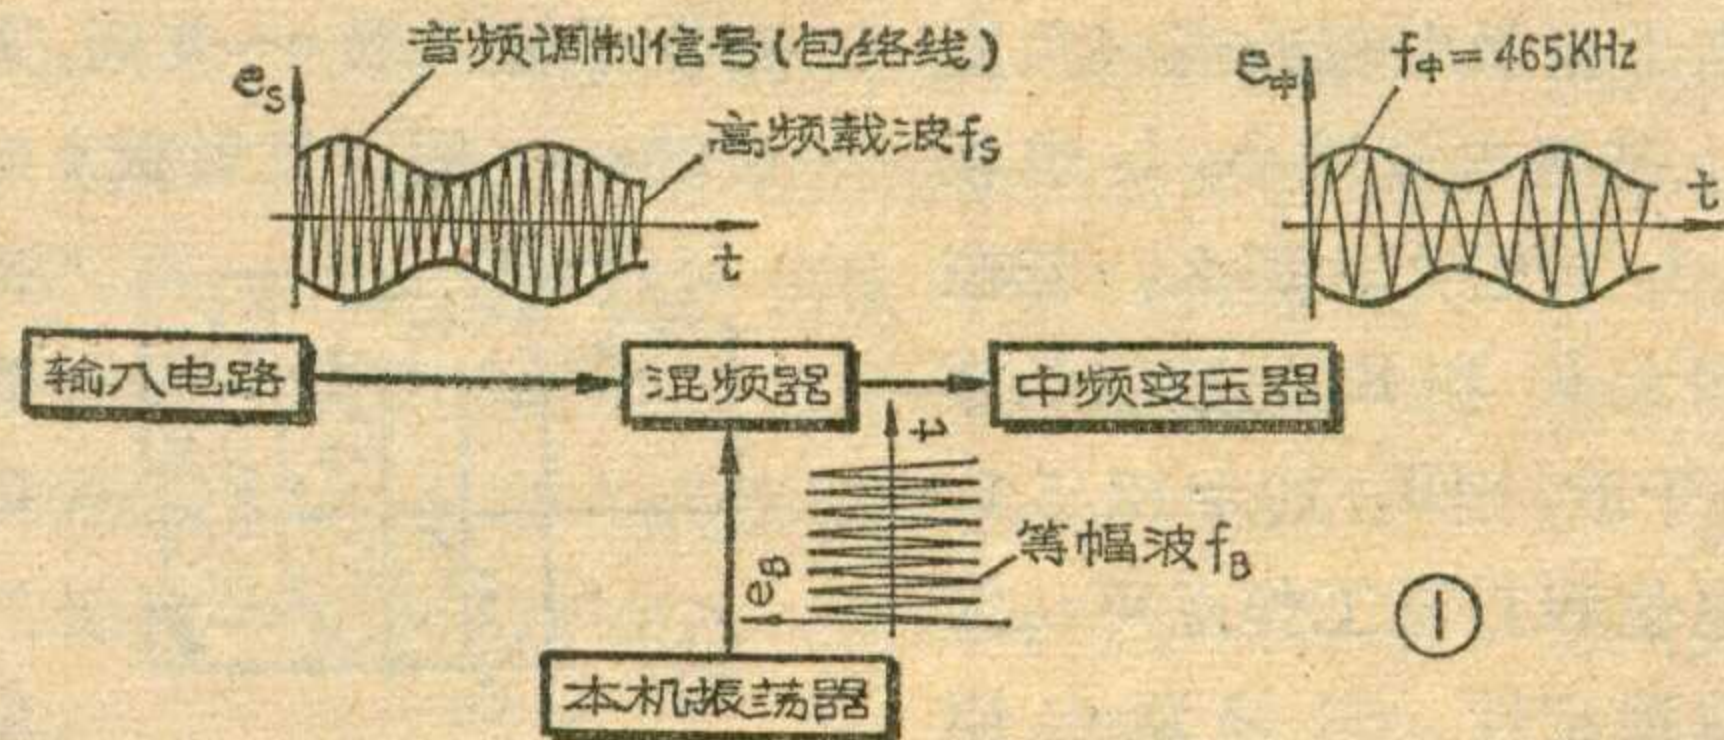 音频调制信号(包络线)
eS
高频载波fS
t
e中
f中=465KHz
t
输入电路
混频器
中频变压器
t
eB
等幅波fB
①
本机振荡器